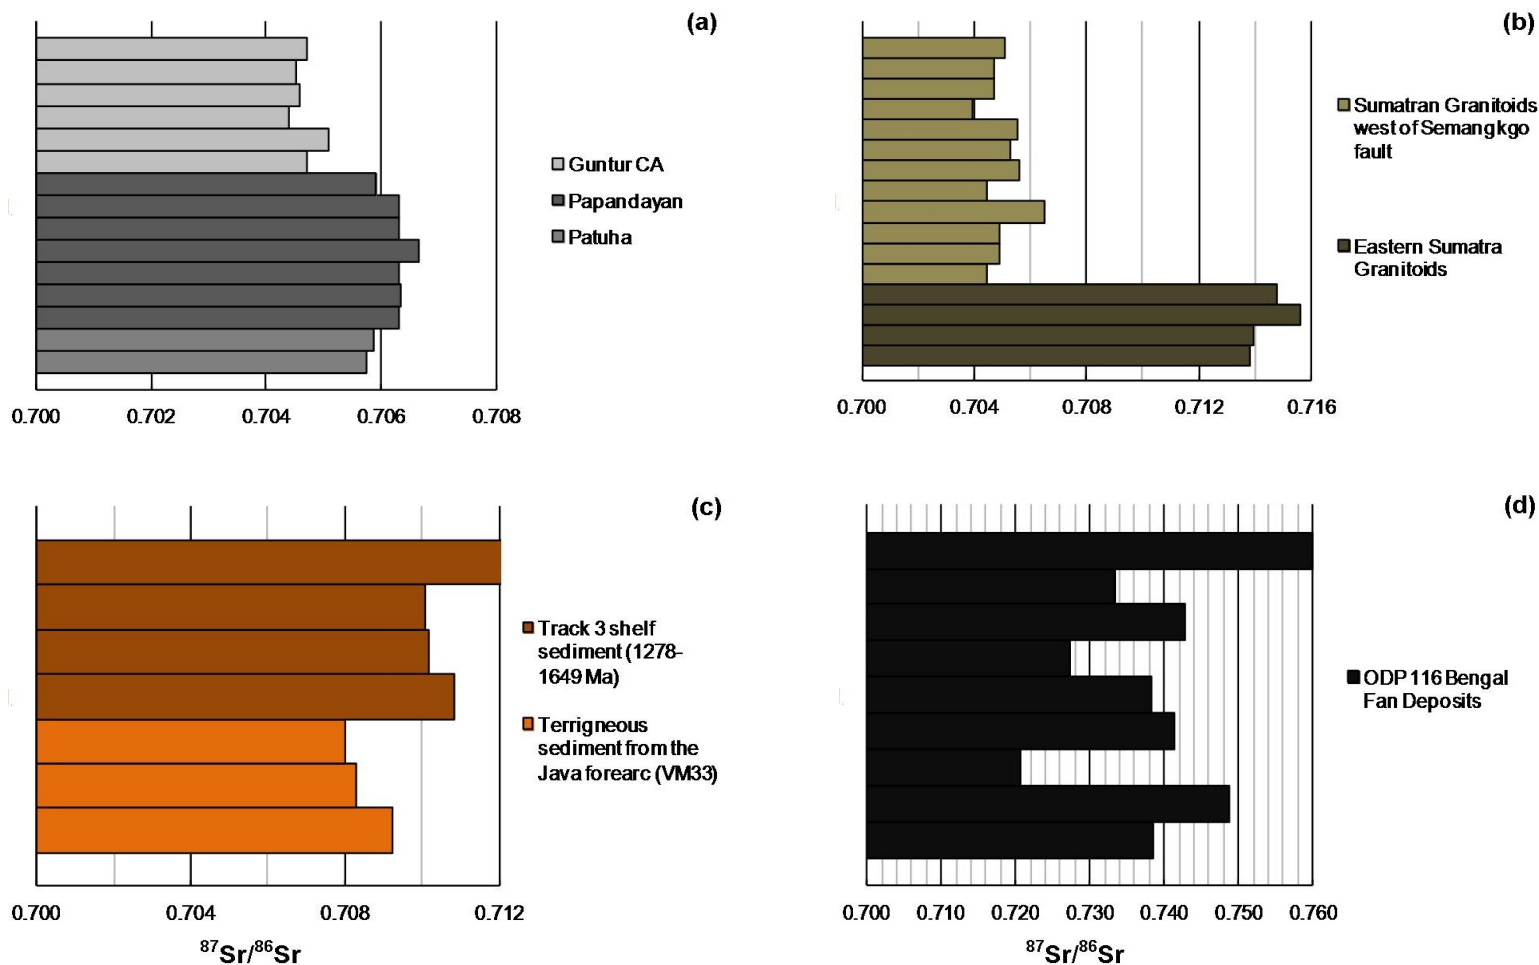 (a)
Guntur CA
Papandayan
Patuha
0.700 0.702 0.704 0.706 0.708
(b)
Sumatran Granitoids
west of Semangkgo
fault
Eastern Sumatra
Granitoids
0.700 0.704 0.708 0.712 0.716
(c)
Track 3 shelf
sediment (1278-
1649 Ma)
Terrigneous
sediment from the
Java forearc (VM33)
0.700 0.704 0.708 0.712
⁸⁷Sr/⁸⁶Sr
(d)
ODP 116 Bengal
Fan Deposits
0.700 0.710 0.720 0.730 0.740 0.750 0.760
⁸⁷Sr/⁸⁶Sr